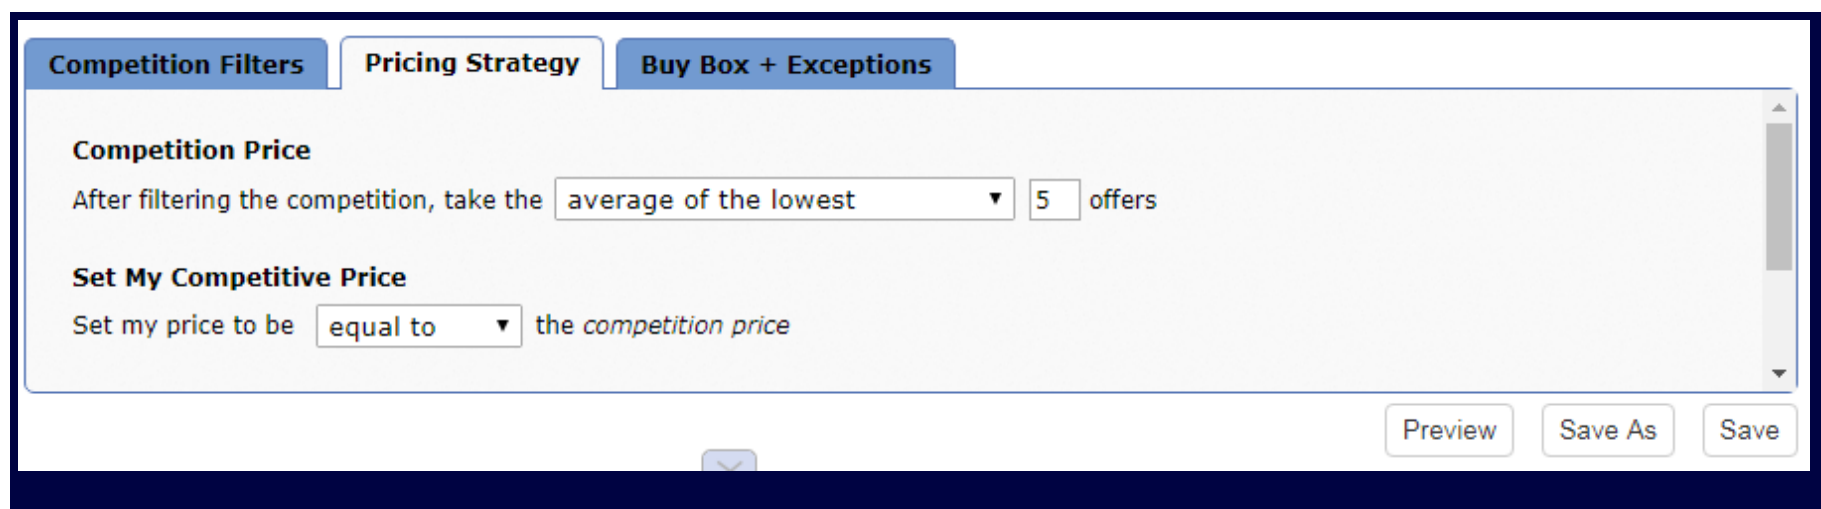 Competition Filters Pricing Strategy Buy Box + Exceptions
Competition Price
After filtering the competition, take the average of the lowest 5 offers
Set My Competitive Price
Set my price to be equal to the competition price
Preview Save As Save